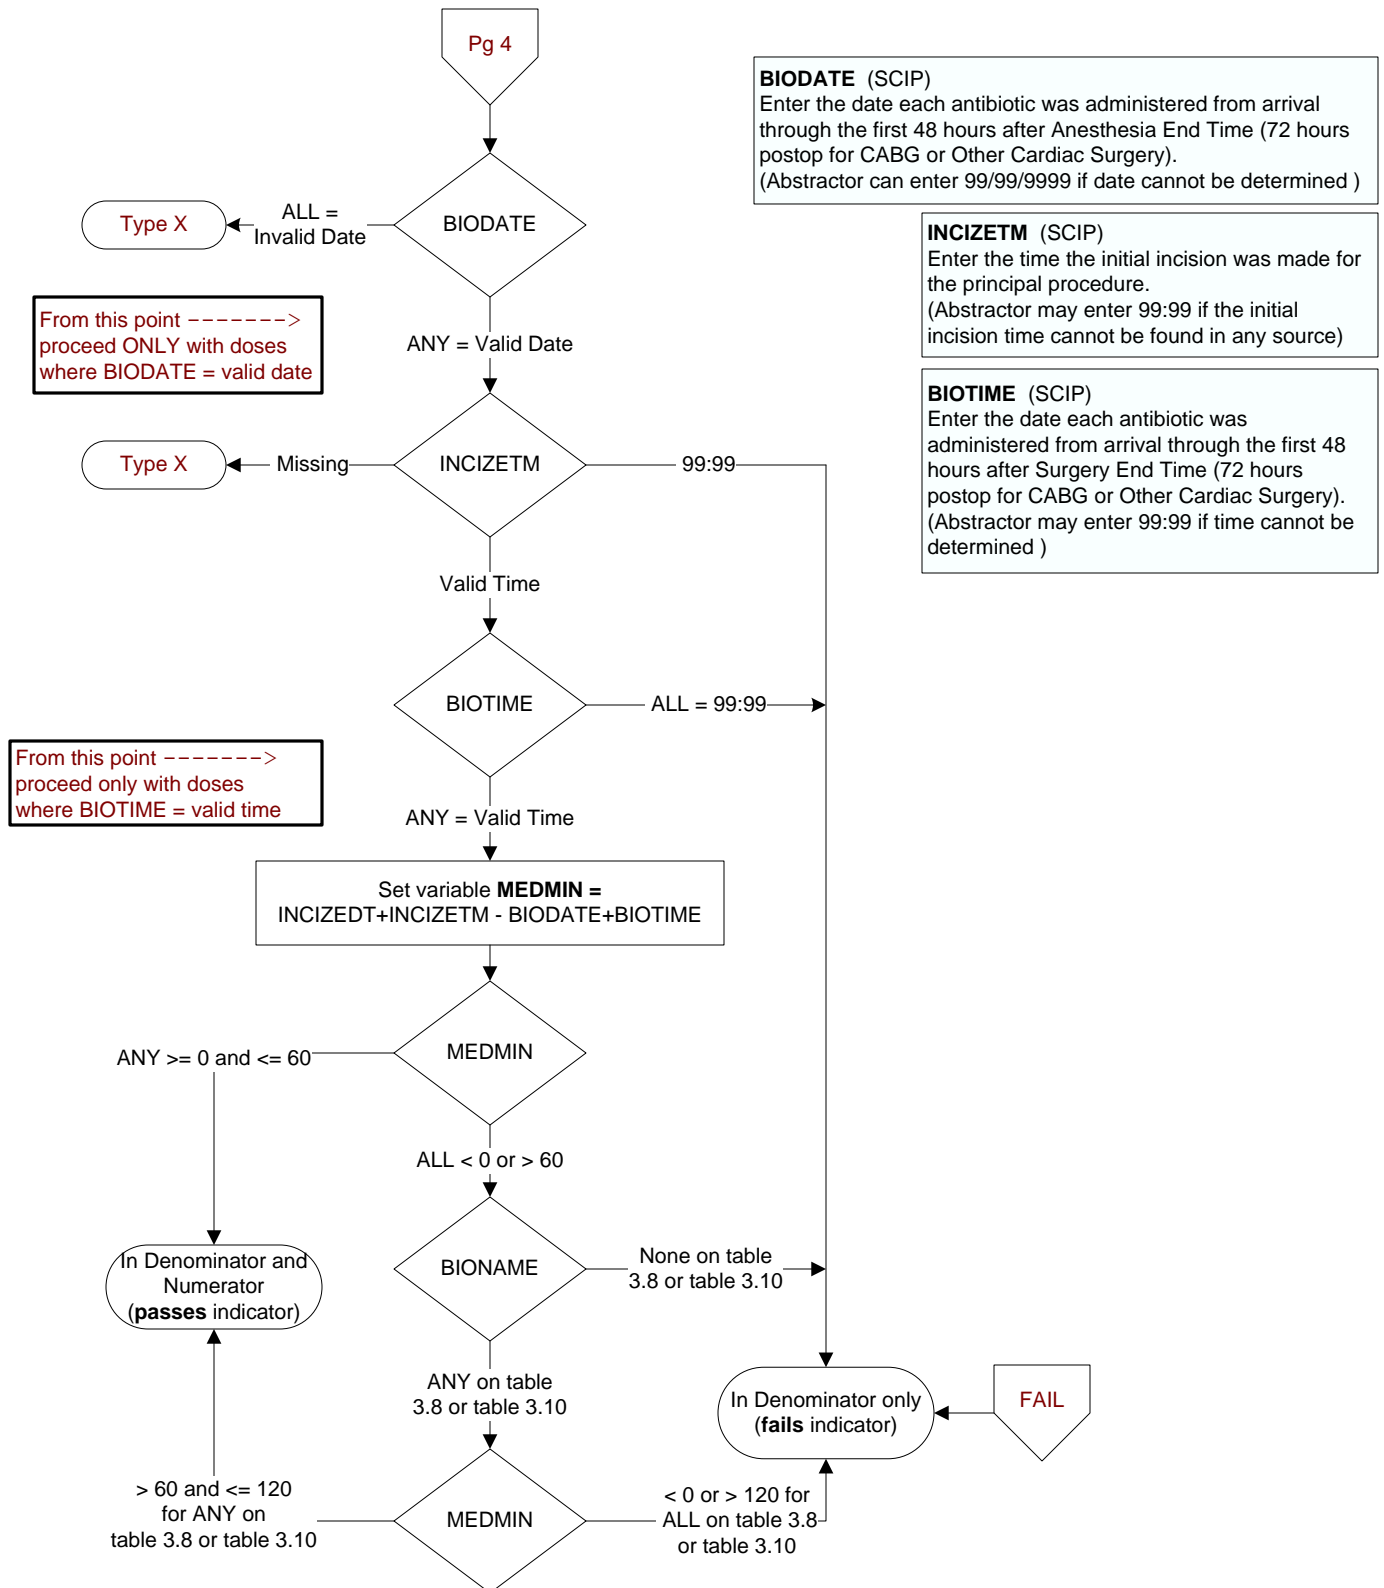 Pg 4
BIODATE (SCIP)
Enter the date each antibiotic was administered from arrival
through the first 48 hours after Anesthesia End Time (72 hours
postop for CABG or Other Cardiac Surgery).
(Abstractor can enter 99/99/9999 if date cannot be determined )
Type X
ALL =
Invalid Date
BIODATE
INCIZETM (SCIP)
Enter the time the initial incision was made for
the principal procedure.
(Abstractor may enter 99:99 if the initial
incision time cannot be found in any source)
From this point ------->
proceed ONLY with doses
where BIODATE = valid date
ANY = Valid Date
BIOTIME (SCIP)
Enter the date each antibiotic was
administered from arrival through the first 48
hours after Surgery End Time (72 hours
postop for CABG or Other Cardiac Surgery).
(Abstractor may enter 99:99 if time cannot be
determined )
Type X
Missing
INCIZETM
99:99
Valid Time
BIOTIME
ALL = 99:99
From this point ------->
proceed only with doses
where BIOTIME = valid time
ANY = Valid Time
Set variable MEDMIN =
INCIZEDT+INCIZETM - BIODATE+BIOTIME
MEDMIN
ANY >= 0 and <= 60
ALL < 0 or > 60
In Denominator and
Numerator
(passes indicator)
BIONAME
None on table
3.8 or table 3.10
ANY on table
3.8 or table 3.10
In Denominator only
(fails indicator)
FAIL
> 60 and <= 120
for ANY on
table 3.8 or table 3.10
MEDMIN
< 0 or > 120 for
ALL on table 3.8
or table 3.10